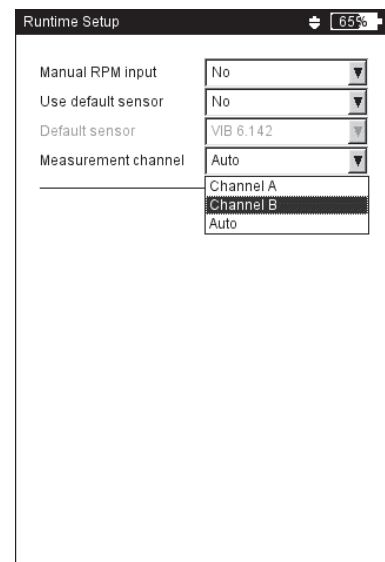 Runtime Setup 65%
Manual RPM input No
Use default sensor No
Default sensor VIB 6.142
Measurement channel Auto
Channel A
Channel B
Auto